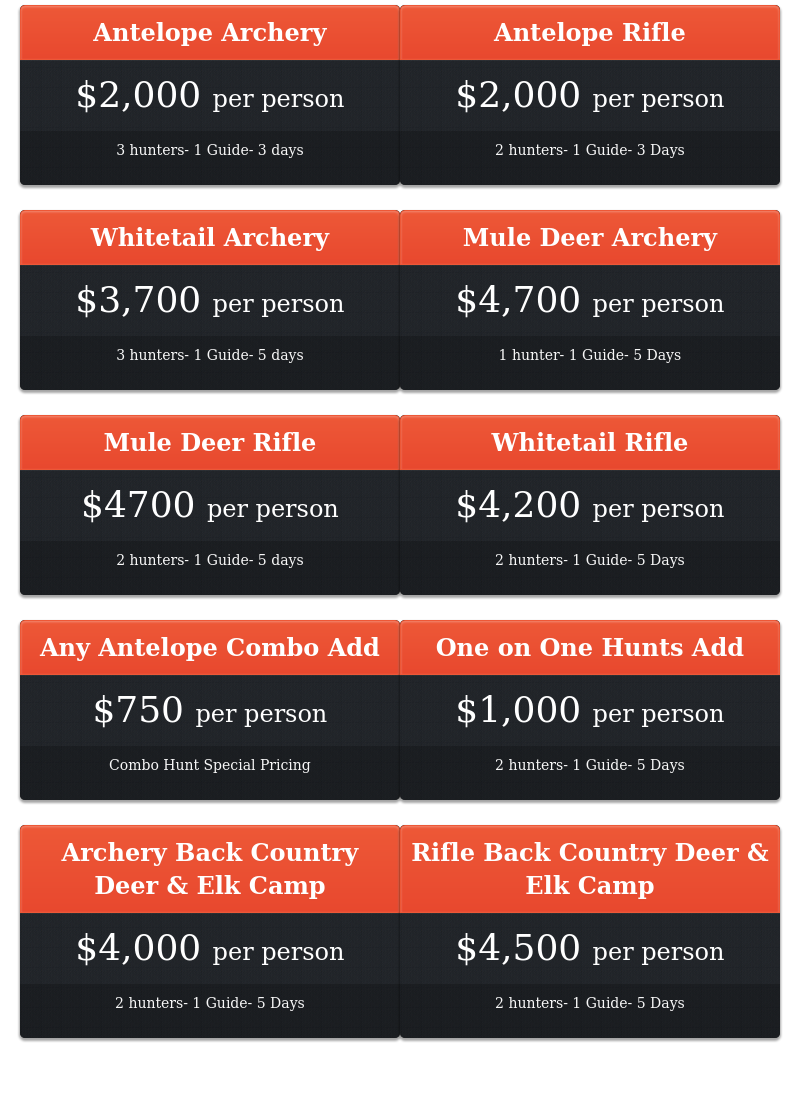 Antelope Archery
$2,000 per person
3 hunters- 1 Guide- 3 days
Antelope Rifle
$2,000 per person
2 hunters- 1 Guide- 3 Days
Whitetail Archery
$3,700 per person
3 hunters- 1 Guide- 5 days
Mule Deer Archery
$4,700 per person
1 hunter- 1 Guide- 5 Days
Mule Deer Rifle
$4700 per person
2 hunters- 1 Guide- 5 days
Whitetail Rifle
$4,200 per person
2 hunters- 1 Guide- 5 Days
Any Antelope Combo Add
$750 per person
Combo Hunt Special Pricing
One on One Hunts Add
$1,000 per person
2 hunters- 1 Guide- 5 Days
Archery Back Country
Deer & Elk Camp
$4,000 per person
2 hunters- 1 Guide- 5 Days
Rifle Back Country Deer &
Elk Camp
$4,500 per person
2 hunters- 1 Guide- 5 Days